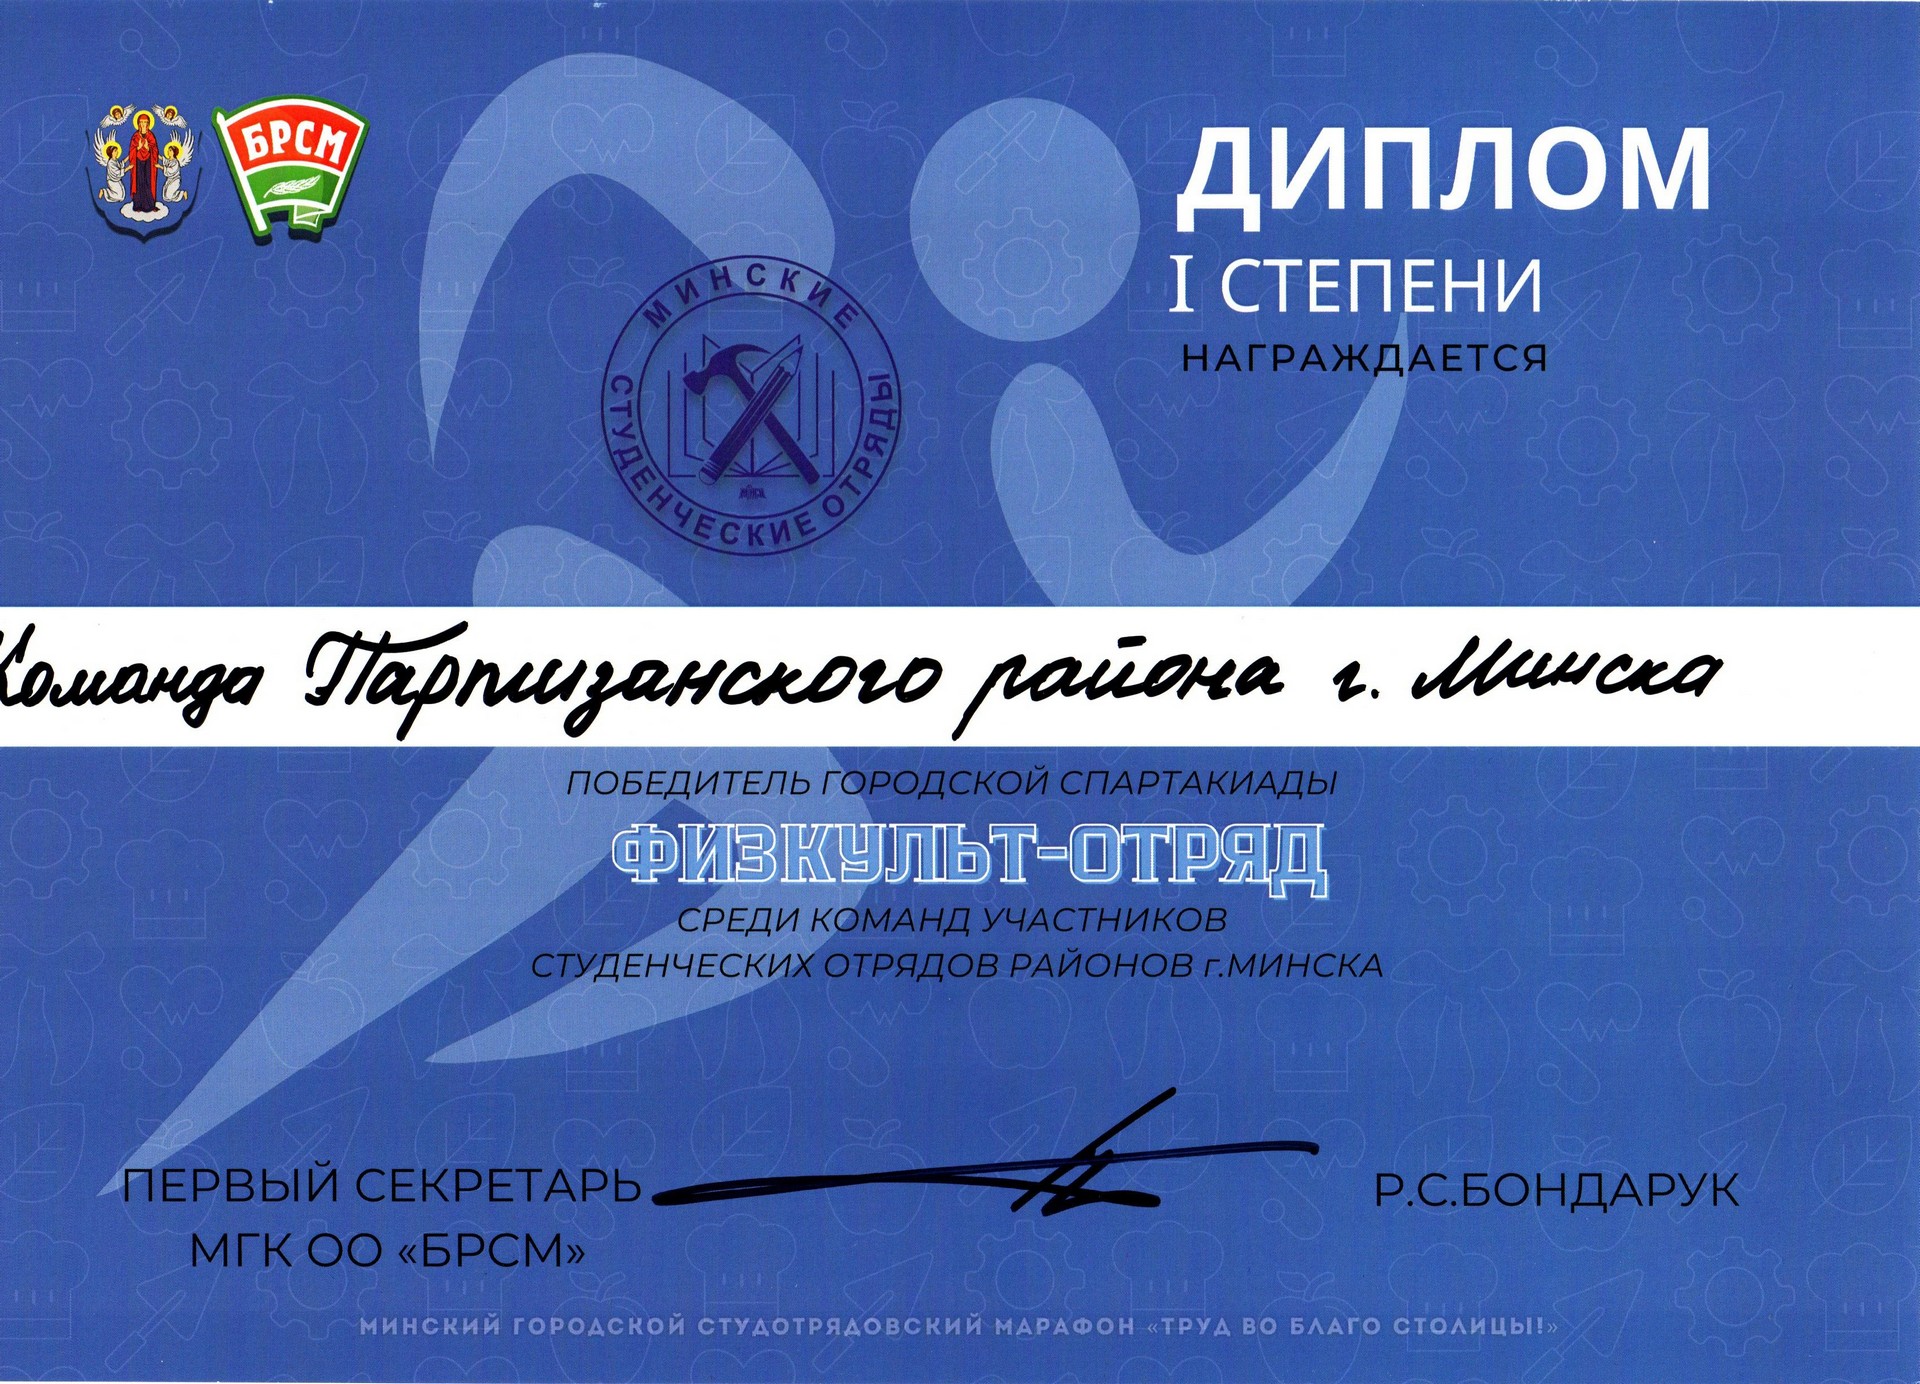 БРСМ
ДИПЛОМ
I СТЕПЕНИ
НАГРАЖДАЕТСЯ
МИНСКИЕ
СТУДЕНЧЕСКИЕ ОТРЯДЫ
Команда Партизанского района г. Минска
ПОБЕДИТЕЛЬ ГОРОДСКОЙ СПАРТАКИАДЫ
ФИЗКУЛЬТ-ОТРЯД
СРЕДИ КОМАНД УЧАСТНИКОВ
СТУДЕНЧЕСКИХ ОТРЯДОВ РАЙОНОВ г.МИНСКА
ПЕРВЫЙ СЕКРЕТАРЬ
МГК ОО «БРСМ»
Р.С.БОНДАРУК
МИНСКИЙ ГОРОДСКОЙ СТУДОТРЯДОВСКИЙ МАРАФОН «ТРУД ВО БЛАГО СТОЛИЦЫ!»